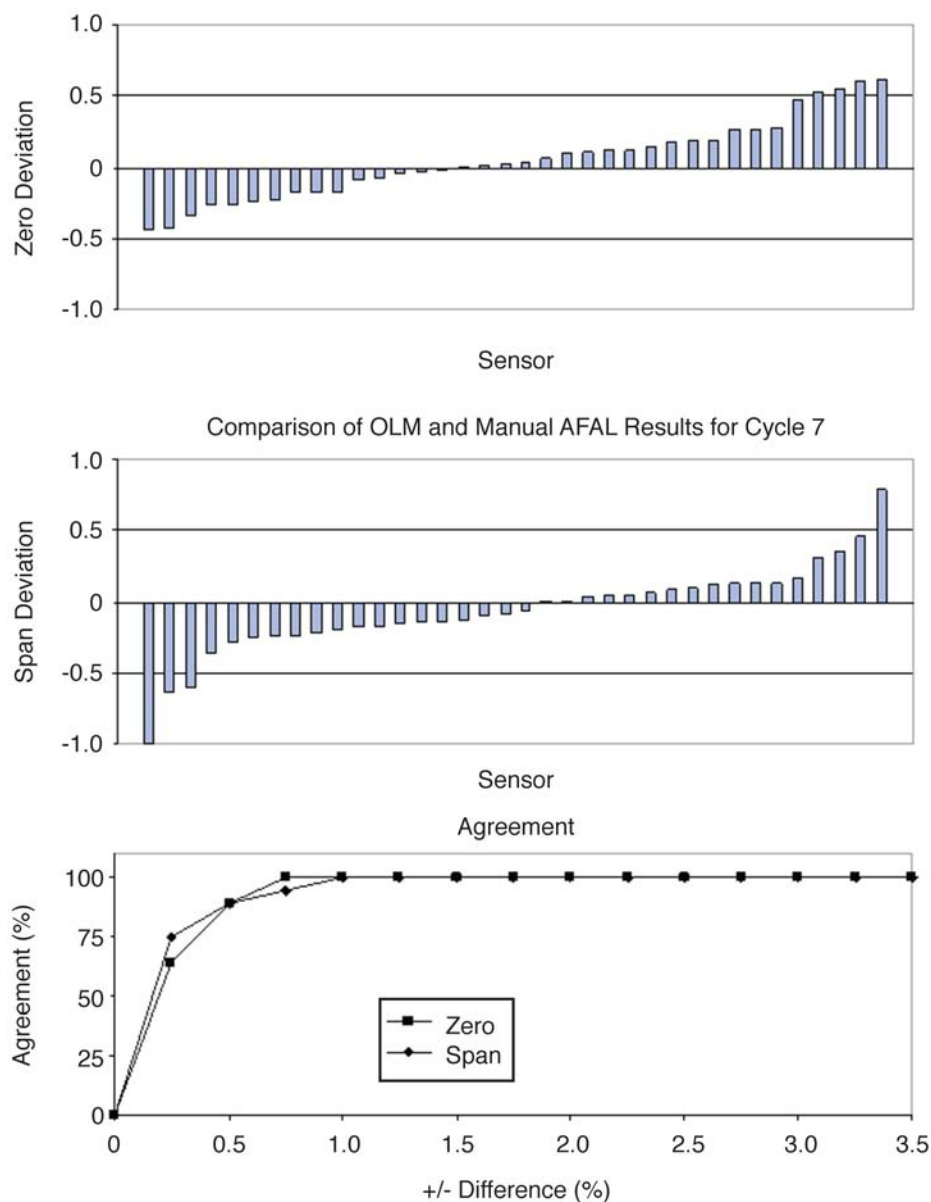 1.0
0.5
0
-0.5
-1.0
Zero Deviation
Sensor
Comparison of OLM and Manual AFAL Results for Cycle 7
1.0
0.5
0
-0.5
-1.0
Span Deviation
Sensor
Agreement
100
75
50
25
0
Agreement (%)
Zero
Span
0 0.5 1.0 1.5 2.0 2.5 3.0 3.5
+/- Difference (%)